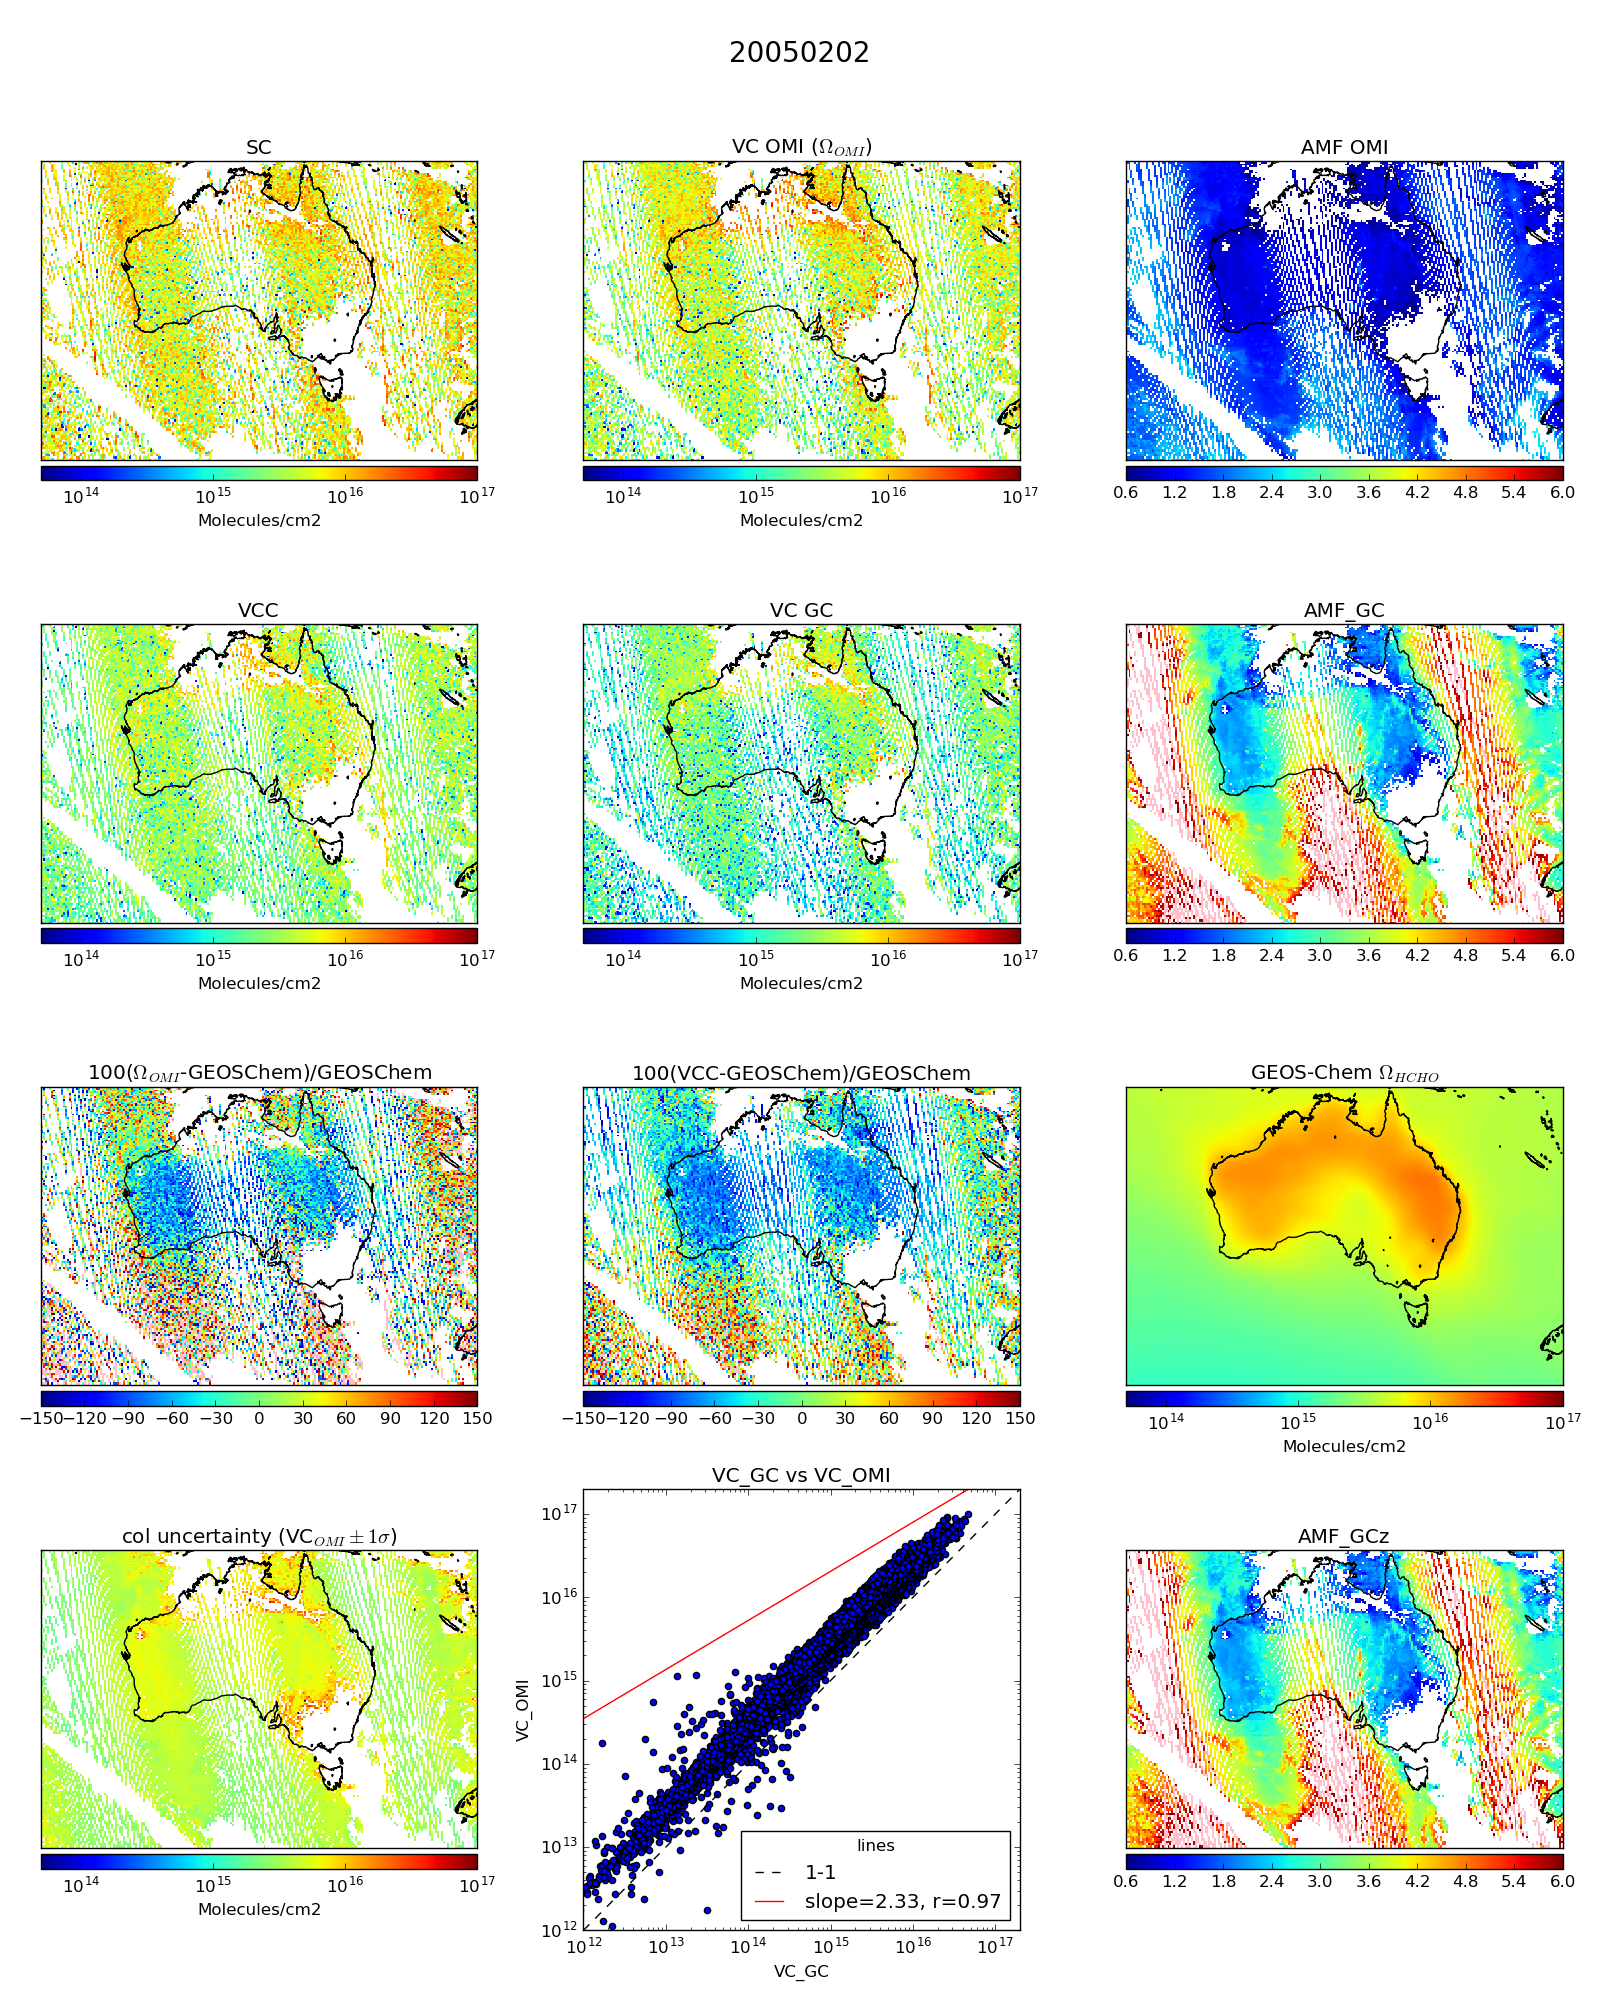 20050202
SC
VC OMI (Ω_OMI)
AMF OMI
10^14 10^15 10^16 10^17
Molecules/cm2
10^14 10^15 10^16 10^17
Molecules/cm2
0.6 1.2 1.8 2.4 3.0 3.6 4.2 4.8 5.4 6.0
VCC
VC GC
AMF_GC
10^14 10^15 10^16 10^17
Molecules/cm2
10^14 10^15 10^16 10^17
Molecules/cm2
0.6 1.2 1.8 2.4 3.0 3.6 4.2 4.8 5.4 6.0
100(Ω_OMI-GEOSChem)/GEOSChem
100(VCC-GEOSChem)/GEOSChem
GEOS-Chem Ω_HCHO
−150 −120 −90 −60 −30 0 30 60 90 120 150
−150 −120 −90 −60 −30 0 30 60 90 120 150
10^14 10^15 10^16 10^17
Molecules/cm2
col uncertainty (VC_OMI ± 1σ)
VC_GC vs VC_OMI
AMF_GCz
10^14 10^15 10^16 10^17
Molecules/cm2
10^17
10^16
10^15
10^14
10^13
10^12
VC_OMI
lines
1-1
slope=2.33, r=0.97
10^12 10^13 10^14 10^15 10^16 10^17
VC_GC
0.6 1.2 1.8 2.4 3.0 3.6 4.2 4.8 5.4 6.0